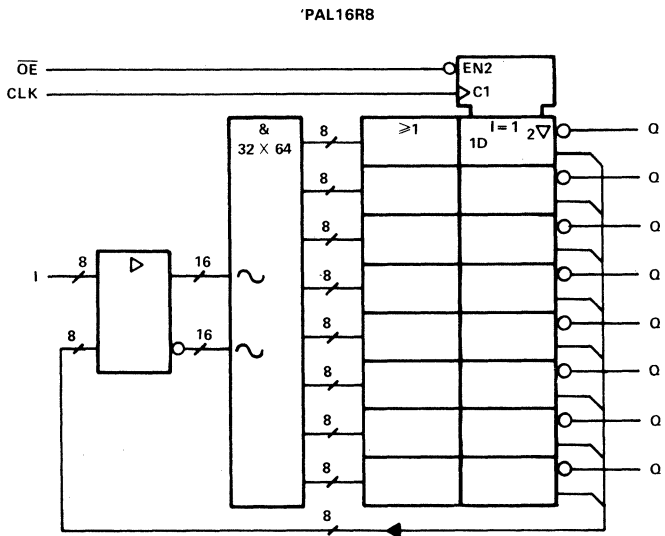 'PAL16R8
OE
EN2
CLK
C1
&
32 × 64
8
≥1
I = 1
1D
2▽
Q
8
Q
8
Q
8
▷
16
I
8
Q
8
16
8
Q
8
Q
8
Q
8
Q
8